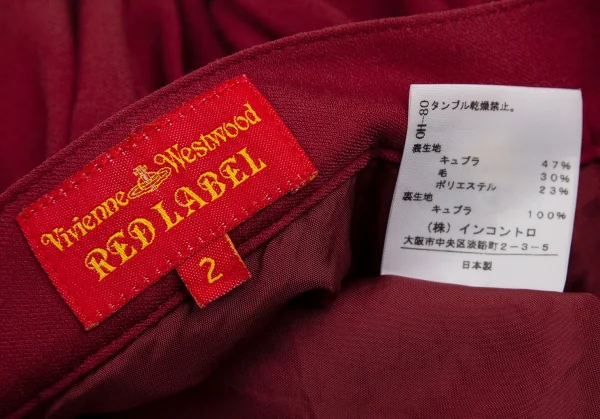 Vivienne Westwood
RED LABEL
2
OH-80
タンブル乾燥禁止。
表生地
キュプラ 47%
毛 30%
ポリエステル 23%
裏生地
キュプラ 100%
(株) インコントロ
大阪市中央区淡路町2-3-5
日本製